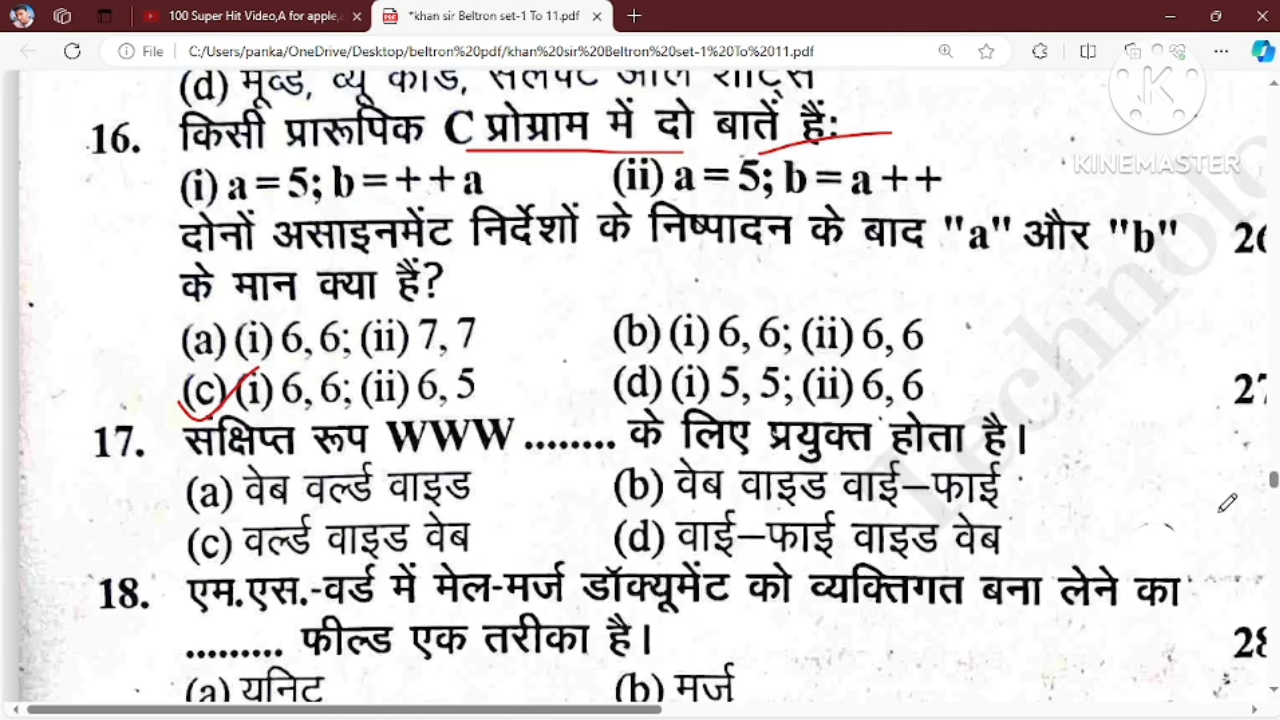 100 Super Hit Video,A for apple,
*khan sir Beltron set-1 To 11.pdf
File C:/Users/panka/OneDrive/Desktop/beltron%20pdf/khan%20sir%20Beltron%20set-1%20To%2011.pdf
(d) मूव्ड, व्यू कोड,
16. किसी प्रारूपिक C प्रोग्राम में दो बातें हैं:
KINEMASTER
(i) a = 5; b = + + a (ii) a = 5; b = a + +
दोनों असाइनमेंट निर्देशों के निष्पादन के बाद "a" और "b"
के मान क्या हैं?
(a) (i) 6, 6; (ii) 7, 7 (b) (i) 6, 6; (ii) 6, 6
(c) (i) 6, 6; (ii) 6, 5 (d) (i) 5, 5; (ii) 6, 6
17. संक्षिप्त रूप WWW ........ के लिए प्रयुक्त होता है।
(a) वेब वर्ल्ड वाइड (b) वेब वाइड वाई–फाई
(c) वर्ल्ड वाइड वेब (d) वाई–फाई वाइड वेब
18. एम.एस.-वर्ड में मेल-मर्ज डॉक्यूमेंट को व्यक्तिगत बना लेने का
......... फील्ड एक तरीका है।
(a) यूनिट (b) मर्ज
26
27
28